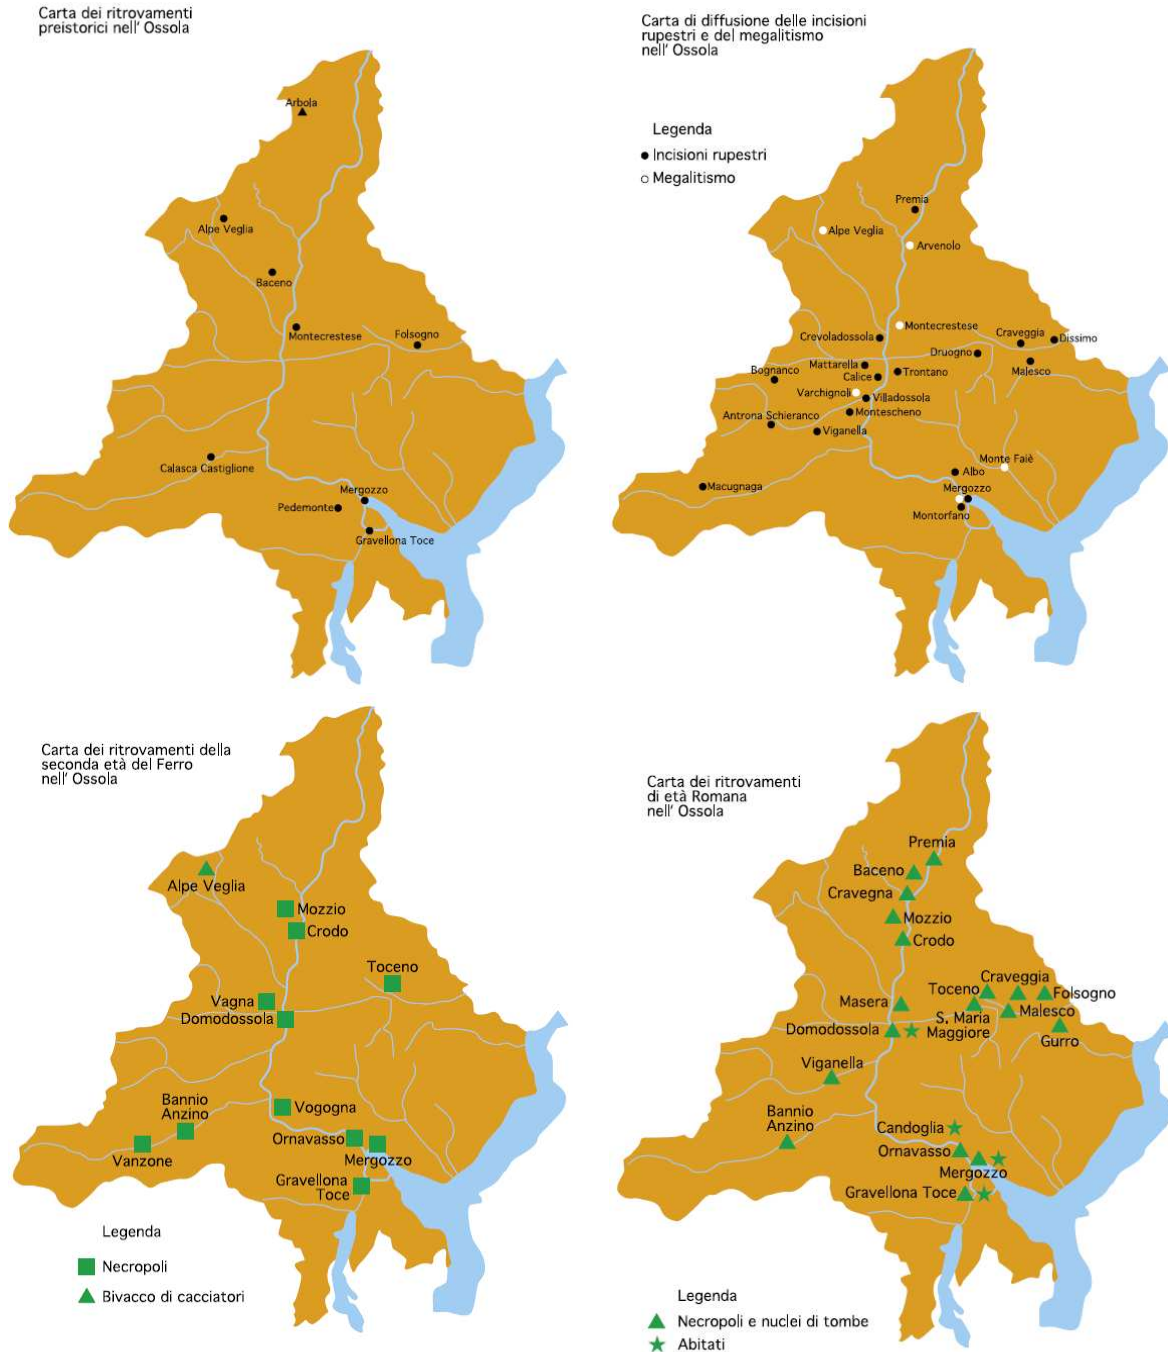 Carta dei ritrovamenti
preistorici nell' Ossola
Arbola
Alpe Veglia
Baceno
Montecrestese
Folsogno
Calasca Castiglione
Mergozzo
Pedemonte
Gravellona Toce
Carta di diffusione delle incisioni
rupestri e del megalitismo
nell' Ossola
Legenda
Incisioni rupestri
Megalitismo
Premia
Alpe Veglia
Arvenolo
Montecrestese
Crevoladossola
Craveggia
Dissimo
Druogno
Mattarella
Bognanco
Calice
Trontano
Malesco
Varchignoli
Villadossola
Antrona Schieranco
Montescheno
Viganella
Monte Faiè
Albo
Macugnaga
Mergozzo
Montorfano
Carta dei ritrovamenti della
seconda età del Ferro
nell' Ossola
Alpe Veglia
Mozzio
Crodo
Toceno
Vagna
Domodossola
Bannio
Anzino
Vogogna
Ornavasso
Vanzone
Mergozzo
Gravellona
Toce
Legenda
Necropoli
Bivacco di cacciatori
Carta dei ritrovamenti
di età Romana
nell' Ossola
Premia
Baceno
Cravegna
Mozzio
Crodo
Craveggia
Toceno
Folsogno
Masera
Malesco
S. Maria
Maggiore
Domodossola
Gurro
Viganella
Bannio
Anzino
Candoglia
Ornavasso
Mergozzo
Gravellona Toce
Legenda
Necropoli e nuclei di tombe
Abitati